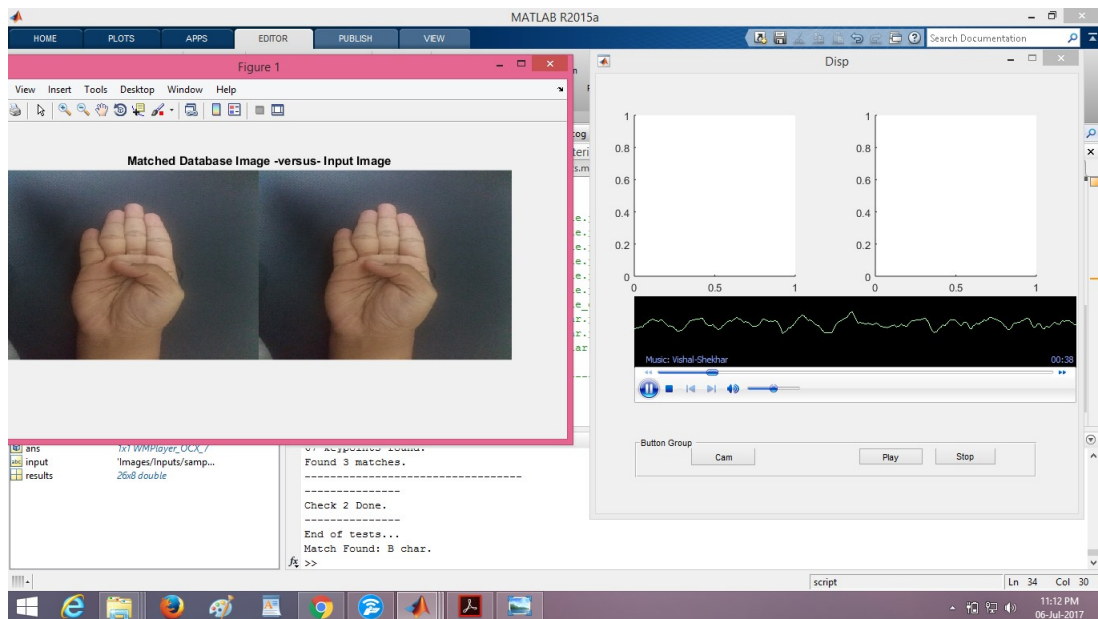 MATLAB R2015a
HOME PLOTS APPS EDITOR PUBLISH VIEW
Search Documentation
Figure 1
View Insert Tools Desktop Window Help
Matched Database Image -versus- Input Image
Disp
1 1
0.8 0.8
0.6 0.6
0.4 0.4
0.2 0.2
0 0
0 0.5 1 0 0.5 1
Music: Vishal-Shekhar 00:38
Button Group
Cam Play Stop
ans 1x1 WMPlayer_OCX_7
input 'Images/Inputs/samp...
results 26x8 double
Found 3 matches.
----------------------------------
---------------
Check 2 Done.
---------------
End of tests...
Match Found: B char.
fx >>
script Ln 34 Col 30
11:12 PM
06-Jul-2017